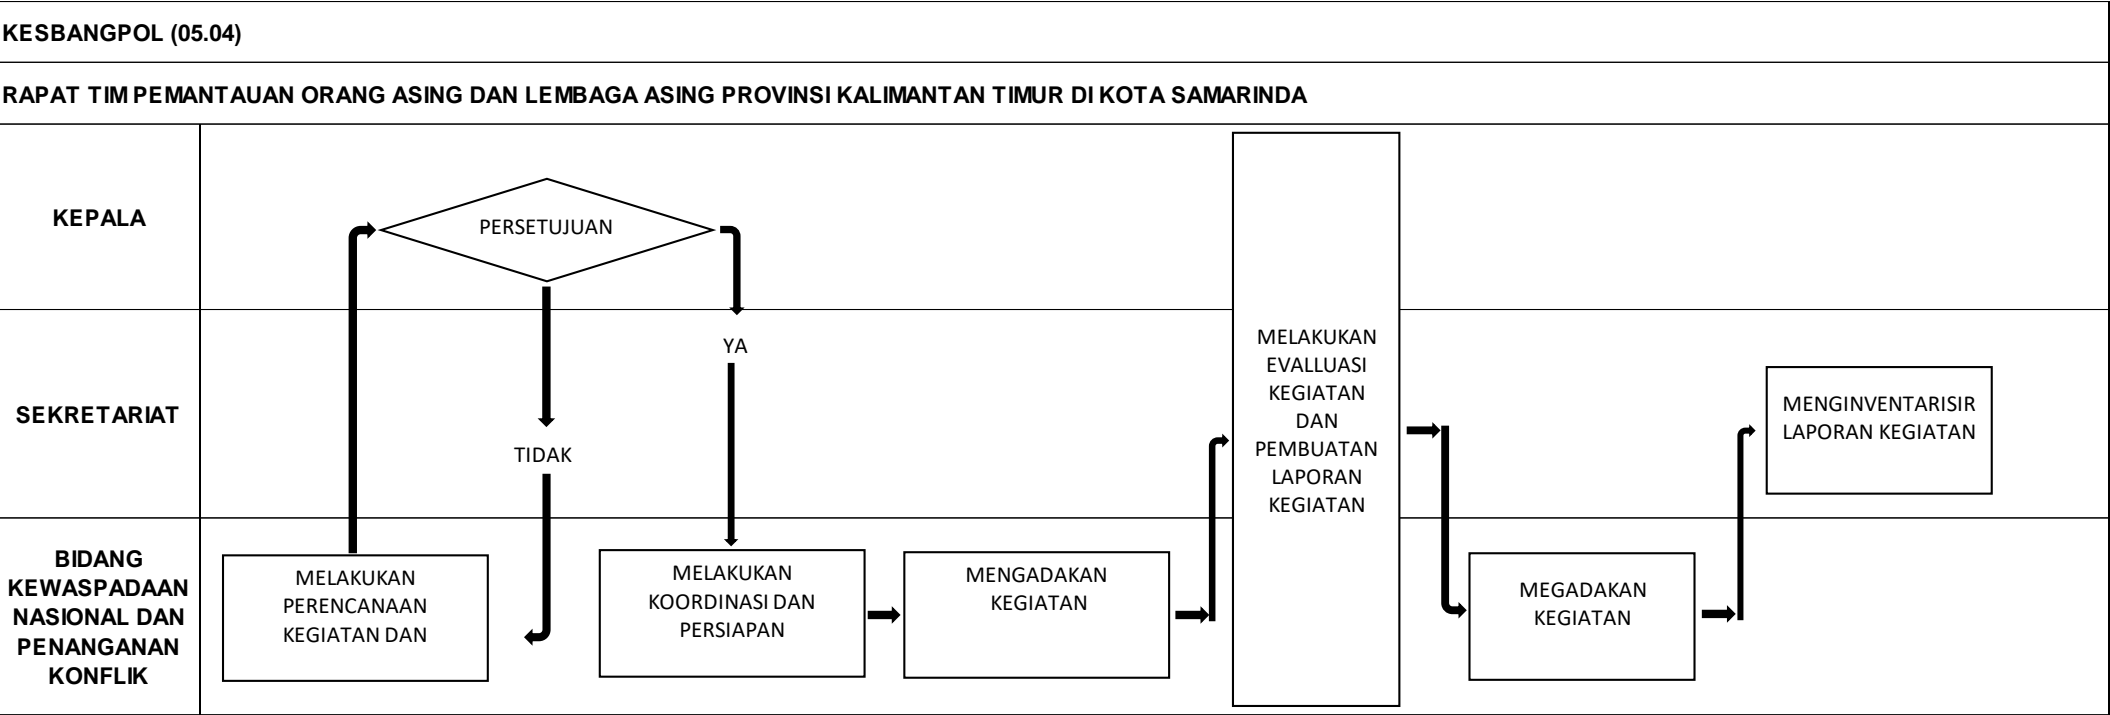 KESBANGPOL (05.04)
RAPAT TIM PEMANTAUAN ORANG ASING DAN LEMBAGA ASING PROVINSI KALIMANTAN TIMUR DI KOTA SAMARINDA
KEPALA
PERSETUJUAN
SEKRETARIAT
YA
TIDAK
MELAKUKAN
EVALLUASI
KEGIATAN
DAN
PEMBUATAN
LAPORAN
KEGIATAN
MENGINVENTARISIR
LAPORAN KEGIATAN
BIDANG
KEWASPADAAN
NASIONAL DAN
PENANGANAN
KONFLIK
MELAKUKAN
PERENCANAAN
KEGIATAN DAN
MELAKUKAN
KOORDINASI DAN
PERSIAPAN
MENGADAKAN
KEGIATAN
MEGADAKAN
KEGIATAN